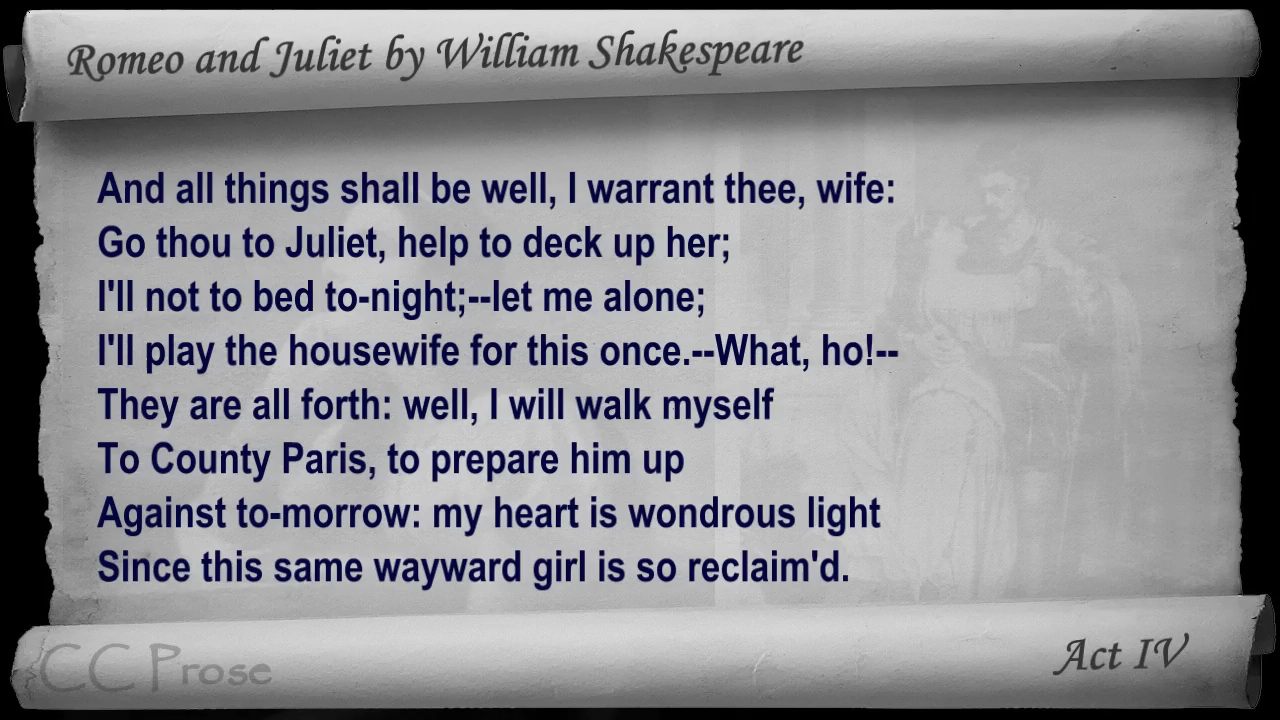 Romeo and Juliet by William Shakespeare
And all things shall be well, I warrant thee, wife:
Go thou to Juliet, help to deck up her;
I'll not to bed to-night;--let me alone;
I'll play the housewife for this once.--What, ho!--
They are all forth: well, I will walk myself
To County Paris, to prepare him up
Against to-morrow: my heart is wondrous light
Since this same wayward girl is so reclaim'd.
CC Prose
Act IV